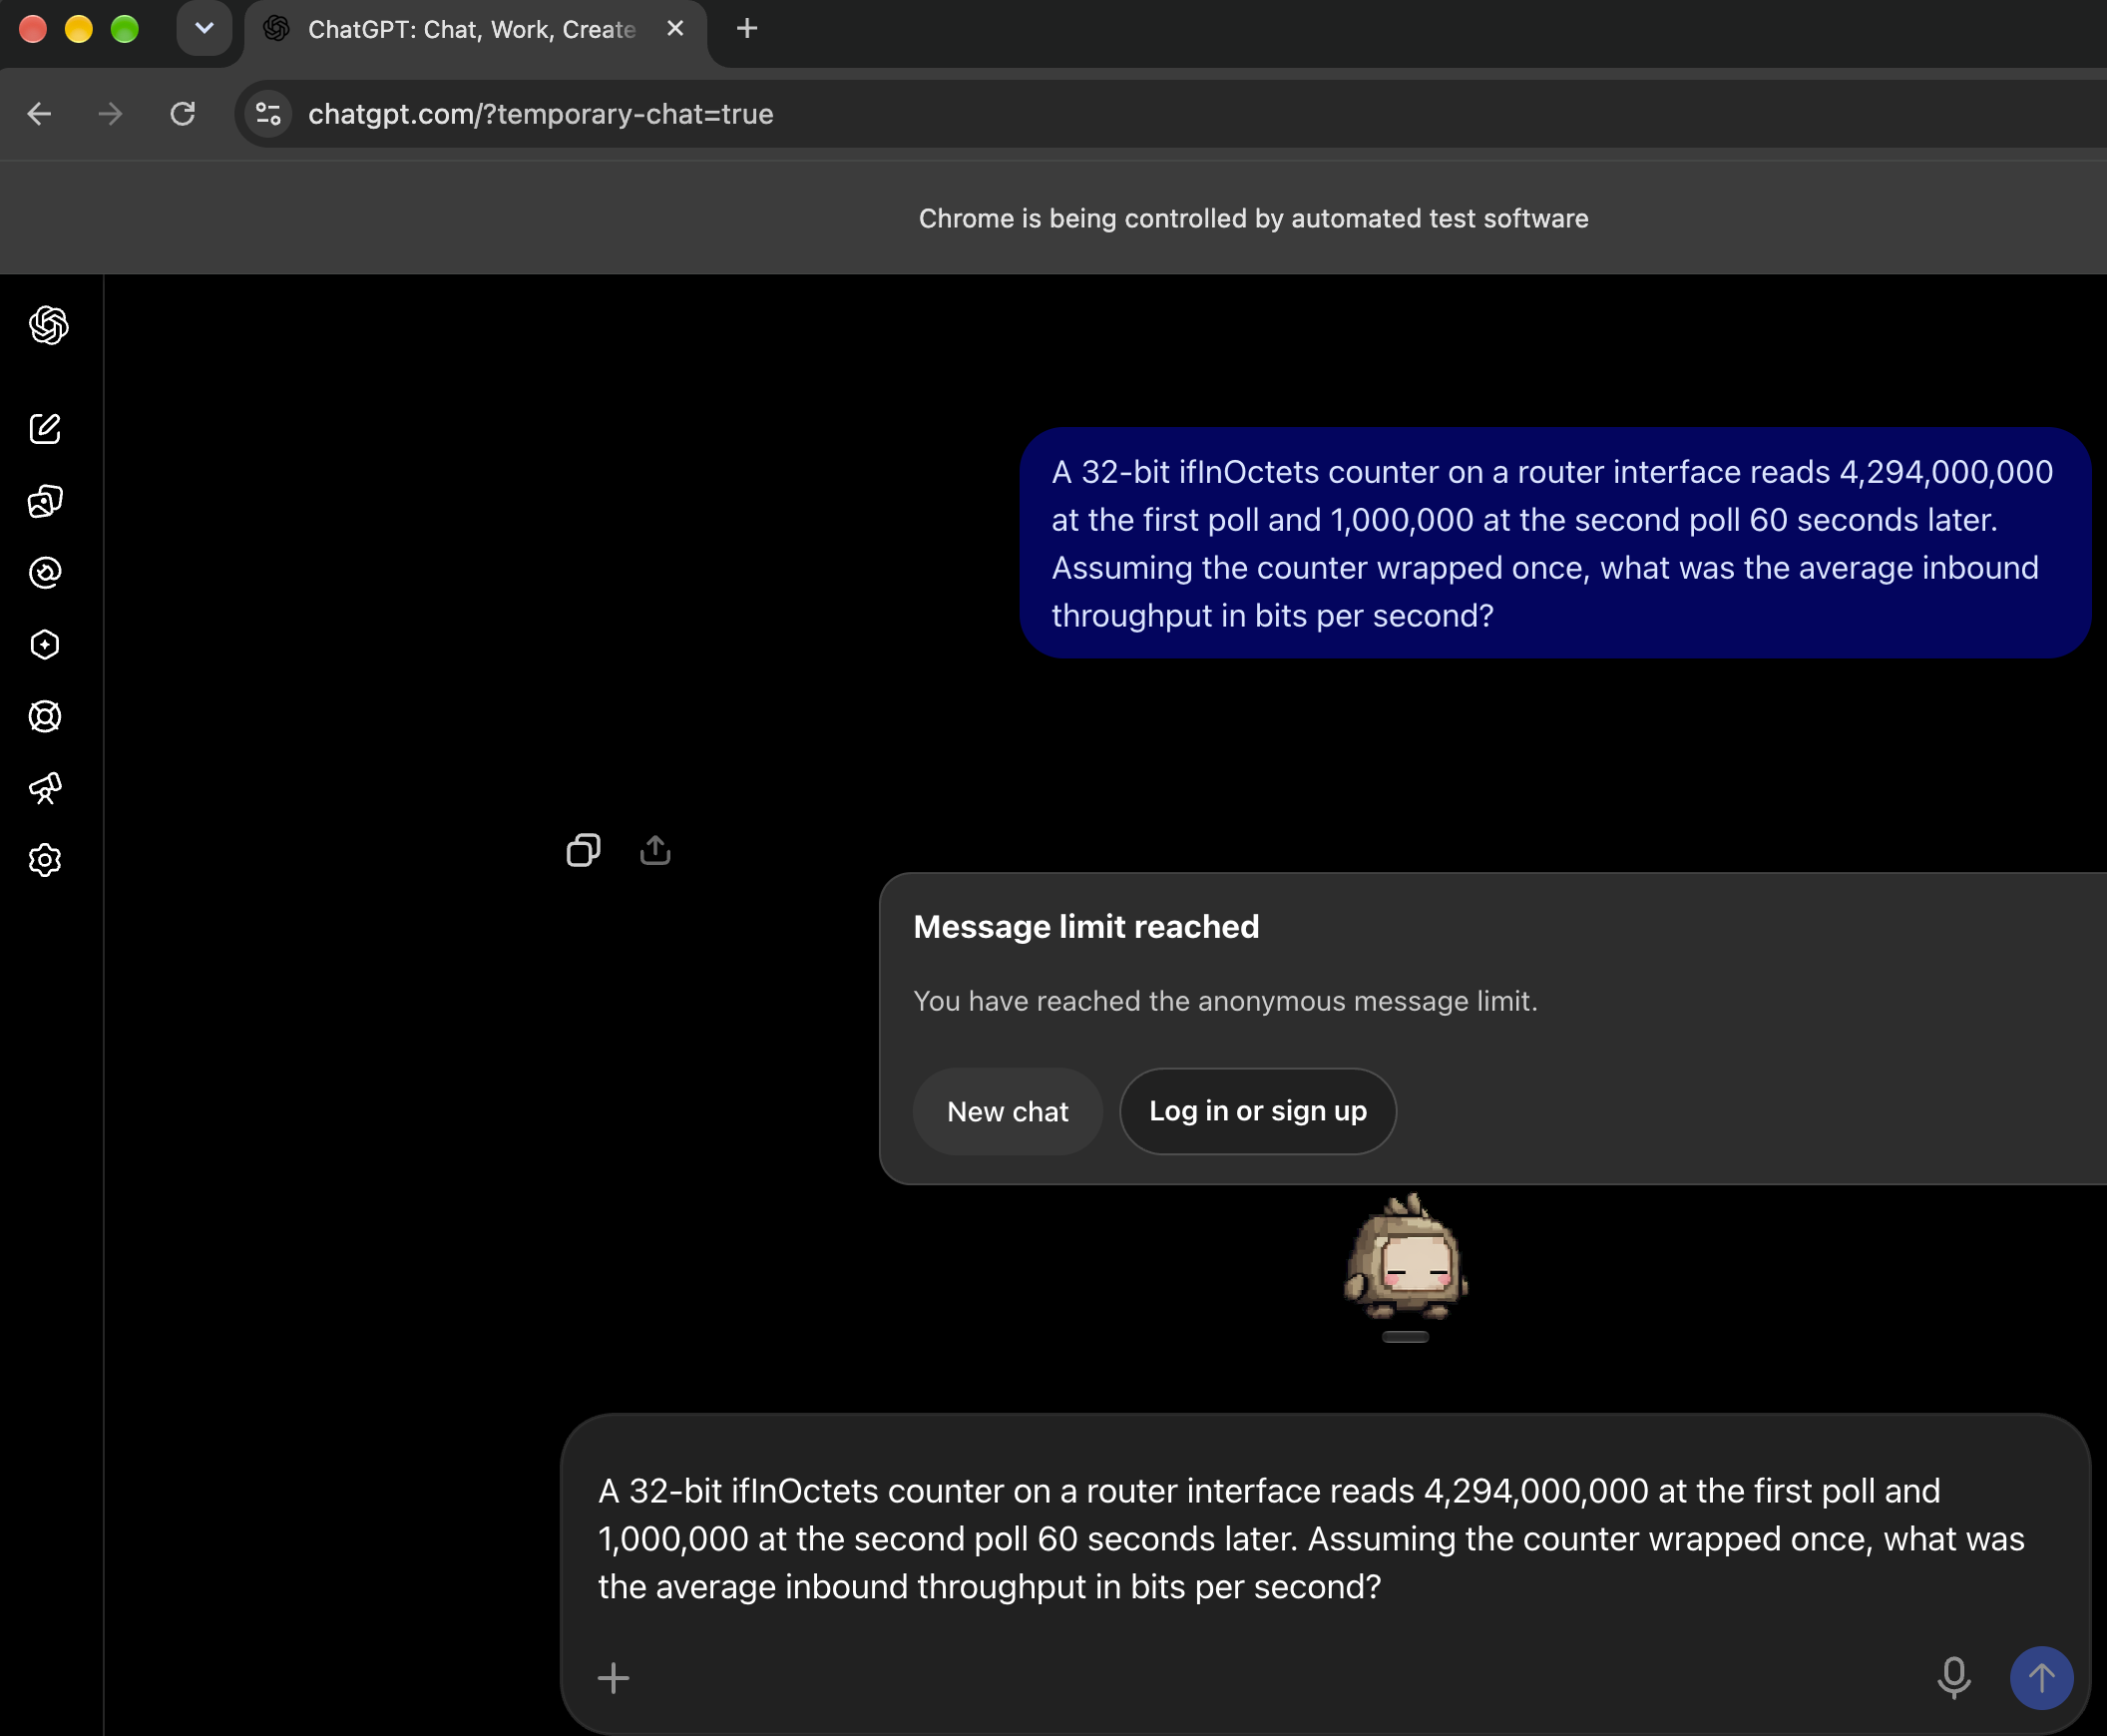 ChatGPT: Chat, Work, Create
chatgpt.com/?temporary-chat=true
Chrome is being controlled by automated test software
A 32-bit ifInOctets counter on a router interface reads 4,294,000,000
at the first poll and 1,000,000 at the second poll 60 seconds later.
Assuming the counter wrapped once, what was the average inbound
throughput in bits per second?
Message limit reached
You have reached the anonymous message limit.
New chat
Log in or sign up
A 32-bit ifInOctets counter on a router interface reads 4,294,000,000 at the first poll and
1,000,000 at the second poll 60 seconds later. Assuming the counter wrapped once, what was
the average inbound throughput in bits per second?